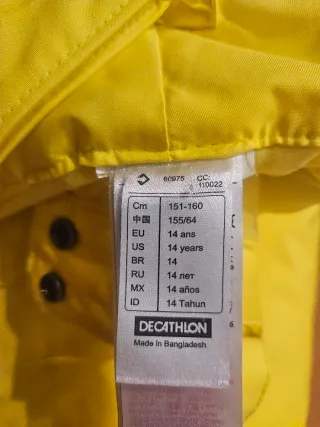 60975 CC:
110022
Cm 151-160
中国 155/64
EU 14 ans
US 14 years
BR 14
RU 14 лет
MX 14 años
ID 14 Tahun
DECATHLON
Made in Bangladesh